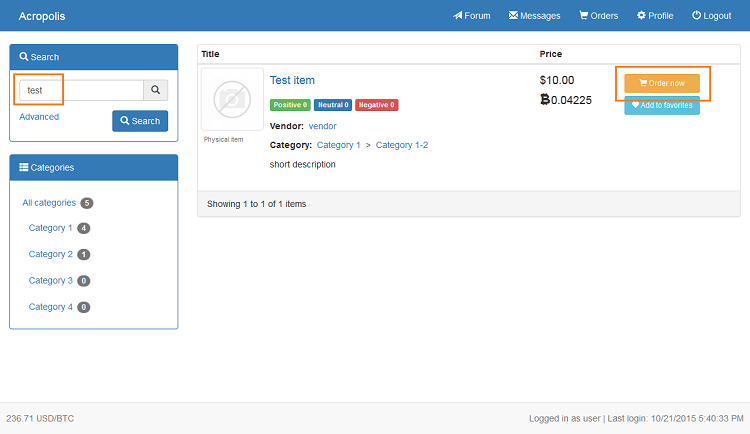 Acropolis
Forum Messages Orders Profile Logout
Search
test
Advanced
Search
Categories
All categories 5
Category 1 4
Category 2 1
Category 3 0
Category 4 0
Title Price
Test item
Positive 0 Neutral 0 Negative 0
Vendor: vendor
Category: Category 1 > Category 1-2
short description
Physical item
$10.00
₿0.04225
Order now
Add to favorites
Showing 1 to 1 of 1 items
236.71 USD/BTC
Logged in as user | Last login: 10/21/2015 5:40:33 PM